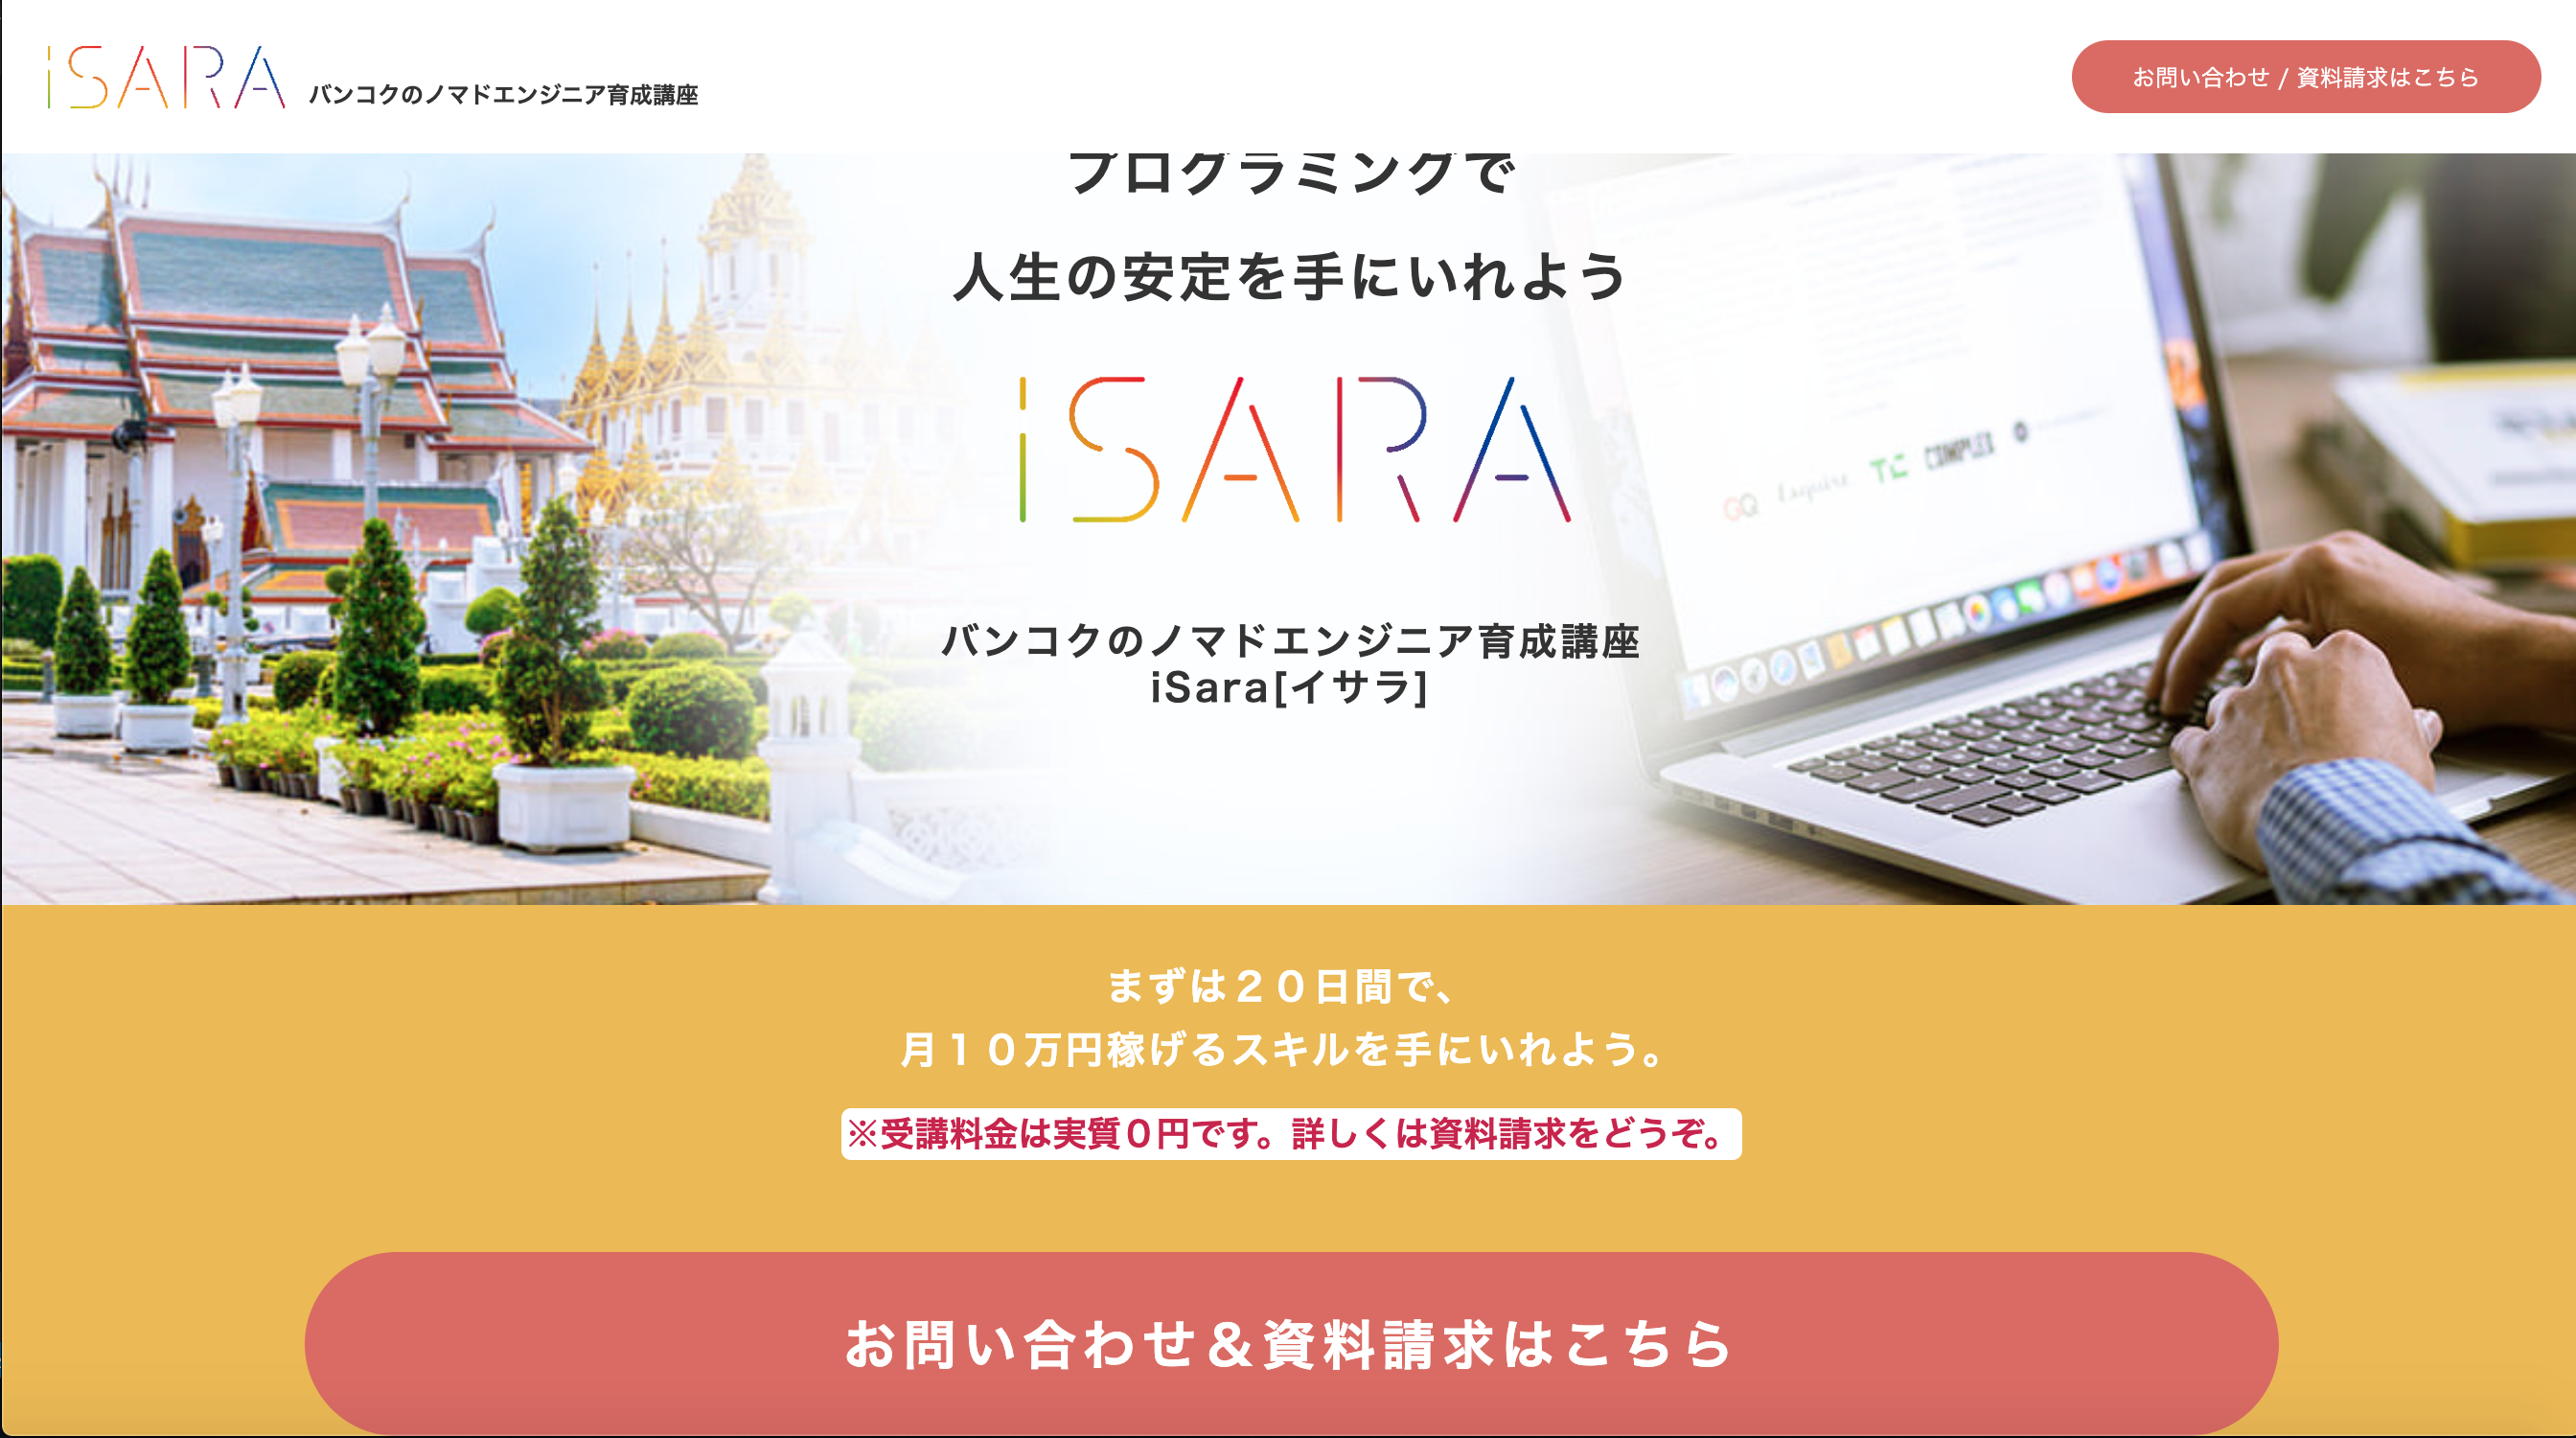 iSARA バンコクのノマドエンジニア育成講座
お問い合わせ / 資料請求はこちら
プログラミングで
人生の安定を手にいれよう
iSARA
GQ Esquire TC COMPLEX
バンコクのノマドエンジニア育成講座
iSara[イサラ]
まずは２０日間で、
月１０万円稼げるスキルを手にいれよう。
※受講料金は実質０円です。詳しくは資料請求をどうぞ。
お問い合わせ＆資料請求はこちら